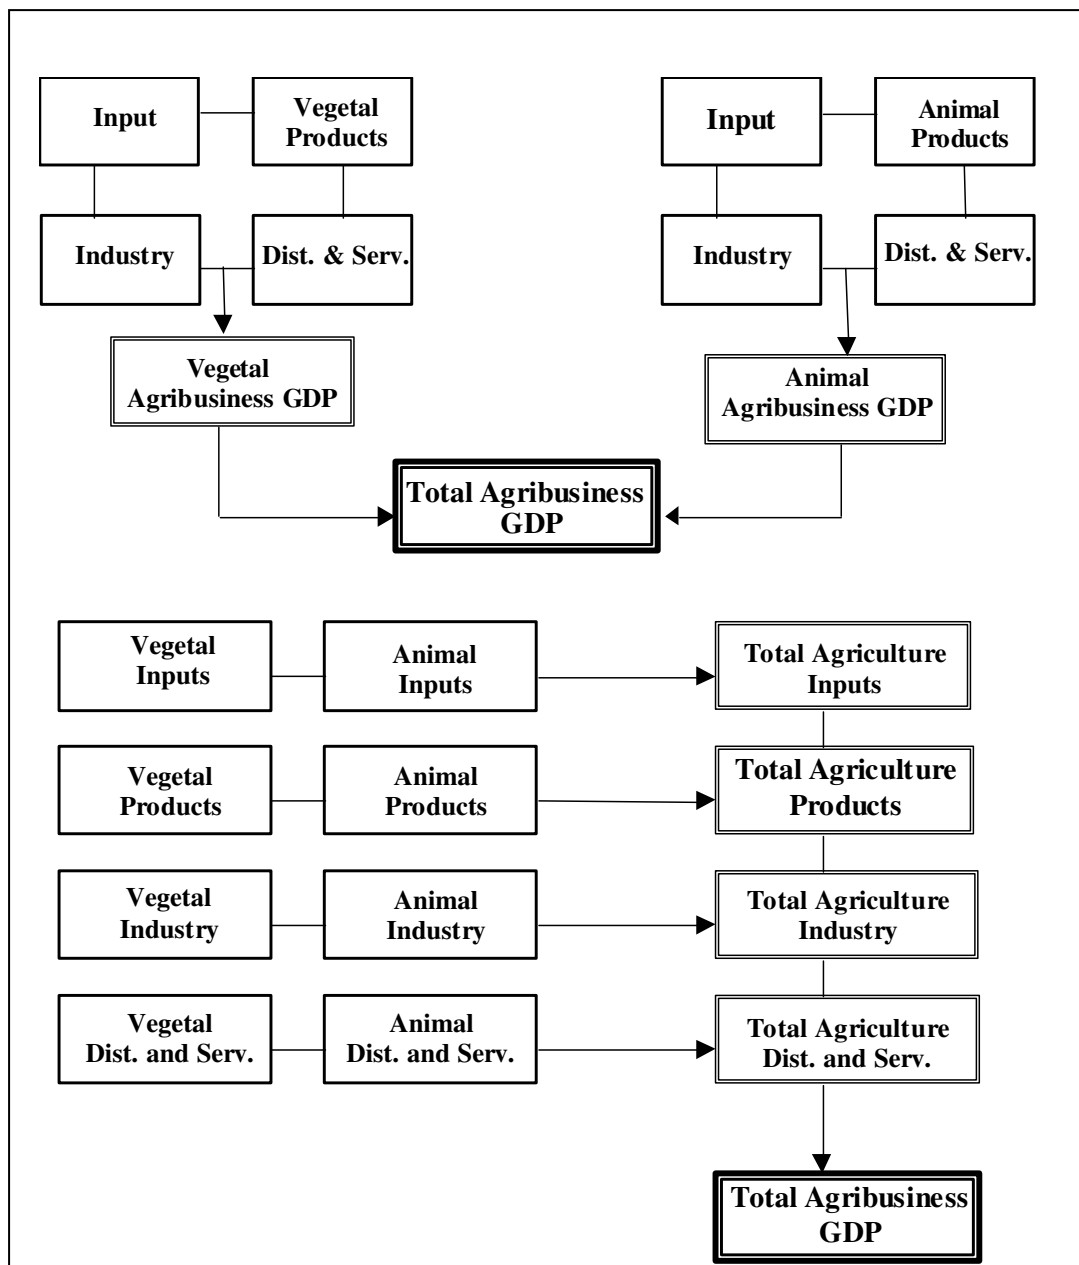 Input
Vegetal
Products
Input
Animal
Products
Industry
Dist. & Serv.
Industry
Dist. & Serv.
Vegetal
Agribusiness GDP
Animal
Agribusiness GDP
Total Agribusiness
GDP
Vegetal
Inputs
Animal
Inputs
Total Agriculture
Inputs
Vegetal
Products
Animal
Products
Total Agriculture
Products
Vegetal
Industry
Animal
Industry
Total Agriculture
Industry
Vegetal
Dist. and Serv.
Animal
Dist. and Serv.
Total Agriculture
Dist. and Serv.
Total Agribusiness
GDP